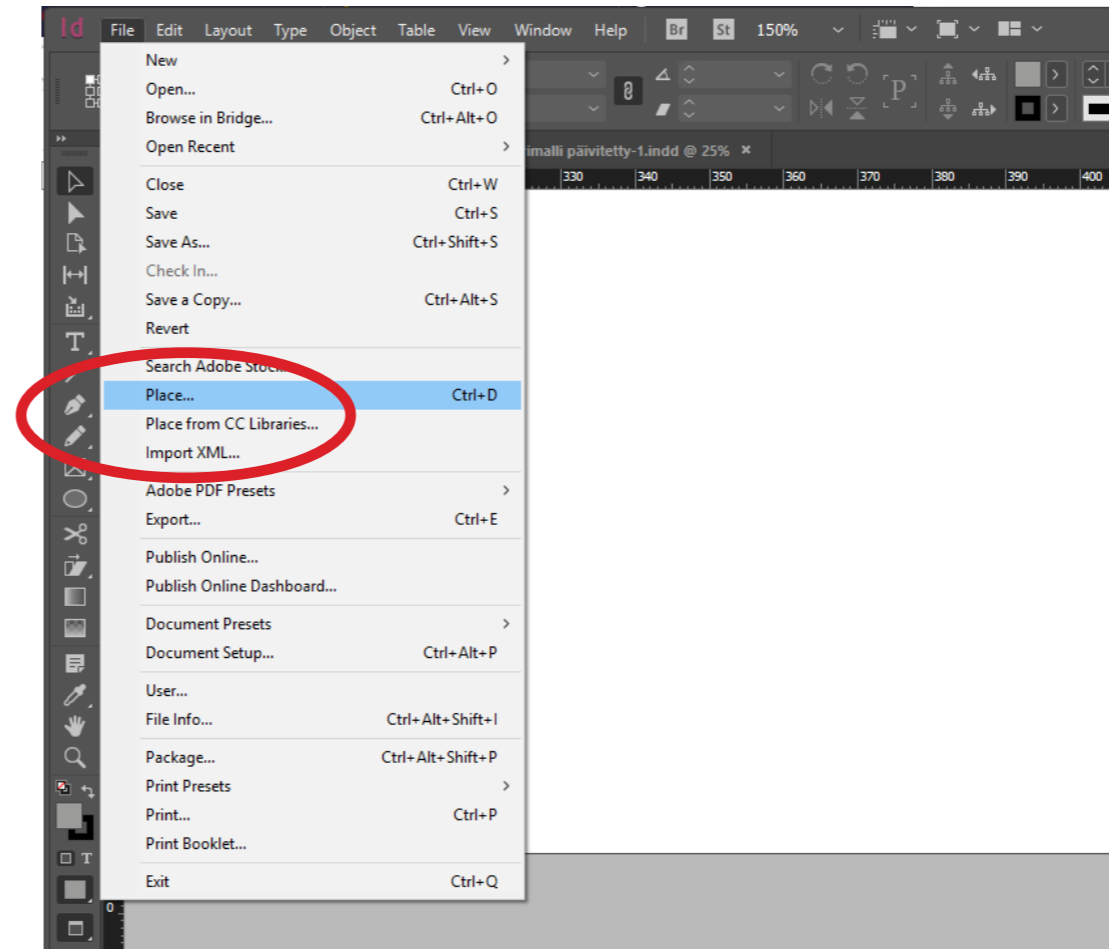 Id File Edit Layout Type Object Table View Window Help Br St 150%
New
Open... Ctrl+O
Browse in Bridge... Ctrl+Alt+O
Open Recent
imalli päivitetty-1.indd @ 25% ×
330 340 350 360 370 380 390 400
Close Ctrl+W
Save Ctrl+S
Save As... Ctrl+Shift+S
Check In...
Save a Copy... Ctrl+Alt+S
Revert
Search Adobe Stock...
Place... Ctrl+D
Place from CC Libraries...
Import XML...
Adobe PDF Presets
Export... Ctrl+E
Publish Online...
Publish Online Dashboard...
Document Presets
Document Setup... Ctrl+Alt+P
User...
File Info... Ctrl+Alt+Shift+I
Package... Ctrl+Alt+Shift+P
Print Presets
Print... Ctrl+P
Print Booklet...
Exit Ctrl+Q
0